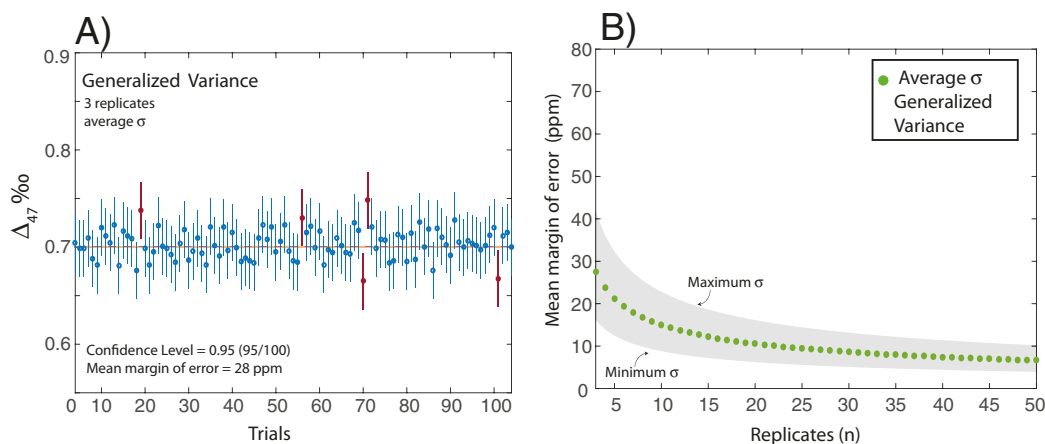 A)
Generalized Variance
3 replicates
average σ
Confidence Level = 0.95 (95/100)
Mean margin of error = 28 ppm
Δ47 ‰
0.9
0.8
0.7
0.6
0 10 20 30 40 50 60 70 80 90 100
Trials
B)
Average σ
Generalized
Variance
Maximum σ
Minimum σ
Mean margin of error (ppm)
80
70
60
50
40
30
20
10
0
5 10 15 20 25 30 35 40 45 50
Replicates (n)